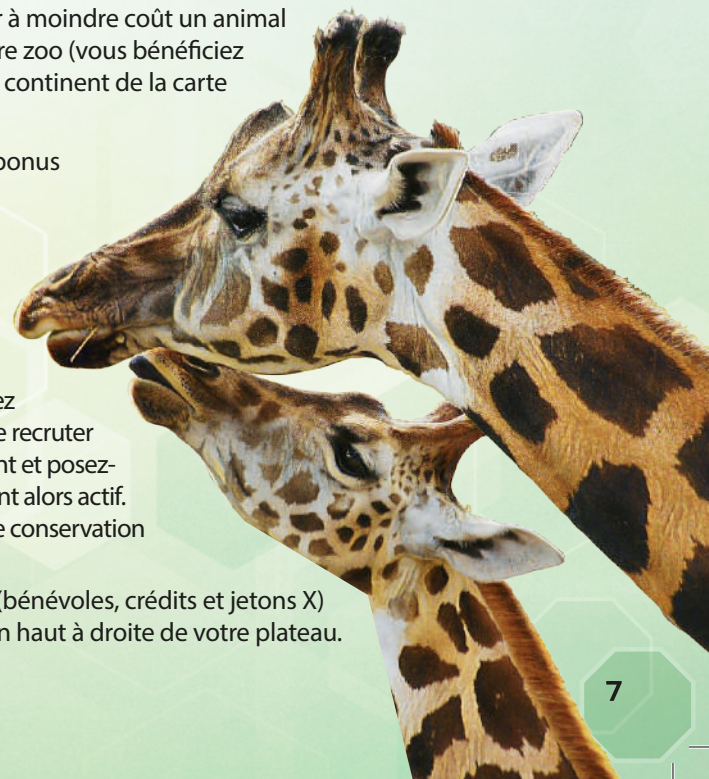 r à moindre coût un animal
re zoo (vous bénéficiez
continent de la carte
bonus
ez
e recruter
nt et posez-
nt alors actif.
e conservation
(bénévoles, crédits et jetons X)
n haut à droite de votre plateau.
7